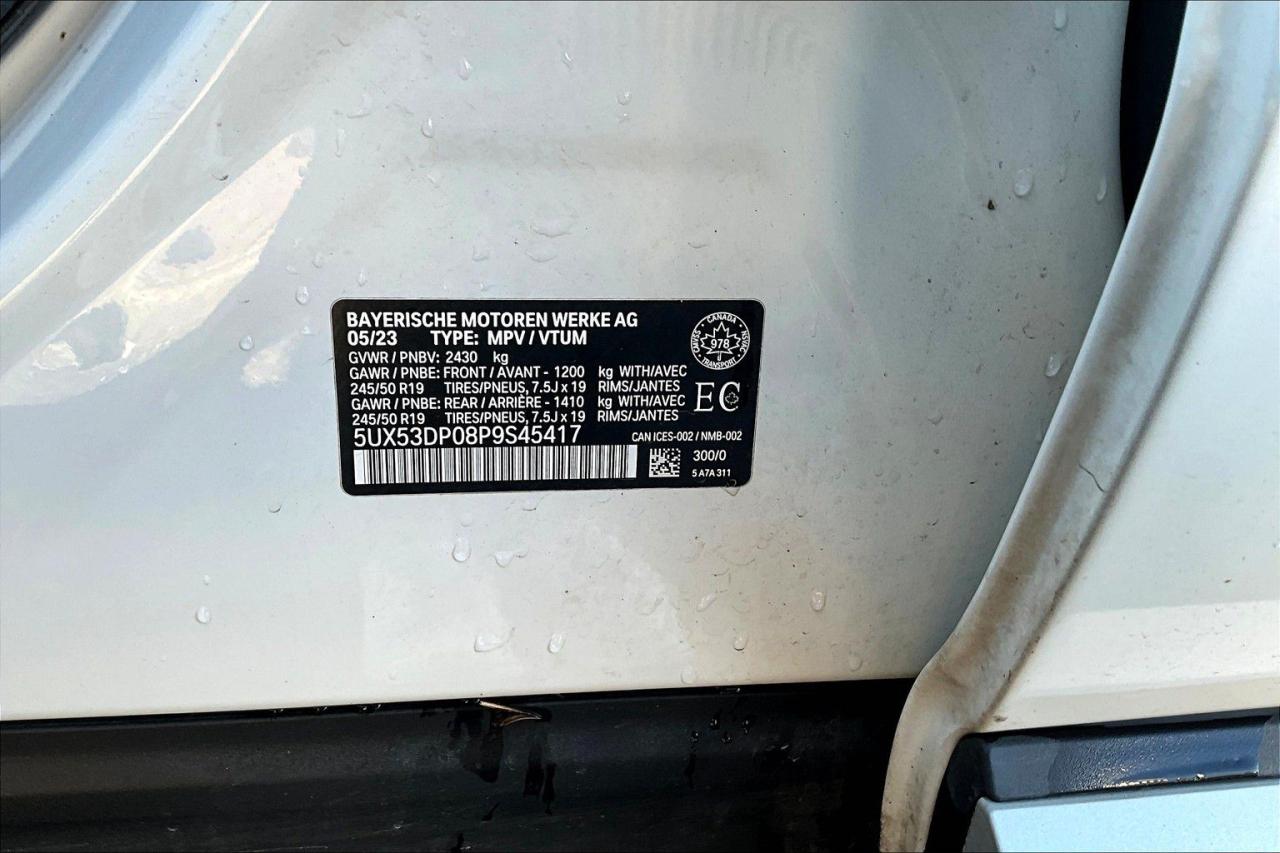 BAYERISCHE MOTOREN WERKE AG
05/23 TYPE: MPV / VTUM
GVWR / PNBV: 2430 kg
GAWR / PNBE: FRONT / AVANT - 1200 kg WITH/AVEC
245/50 R19 TIRES/PNEUS, 7.5J x 19 RIMS/JANTES
GAWR / PNBE: REAR / ARRIÈRE - 1410 kg WITH/AVEC
245/50 R19 TIRES/PNEUS, 7.5J x 19 RIMS/JANTES
5UX53DP08P9S45417
CANADA
CMVSS 978 NSVAC
TRANSPORT
EC
CAN ICES-002 / NMB-002
300/0
5 A7A 311